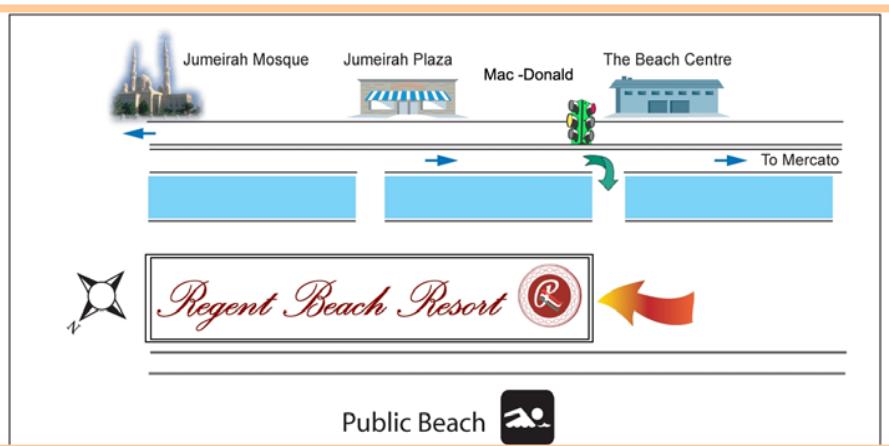 Jumeirah Mosque
Jumeirah Plaza
Mac -Donald
The Beach Centre
To Mercato
Regent Beach Resort R
N
Public Beach